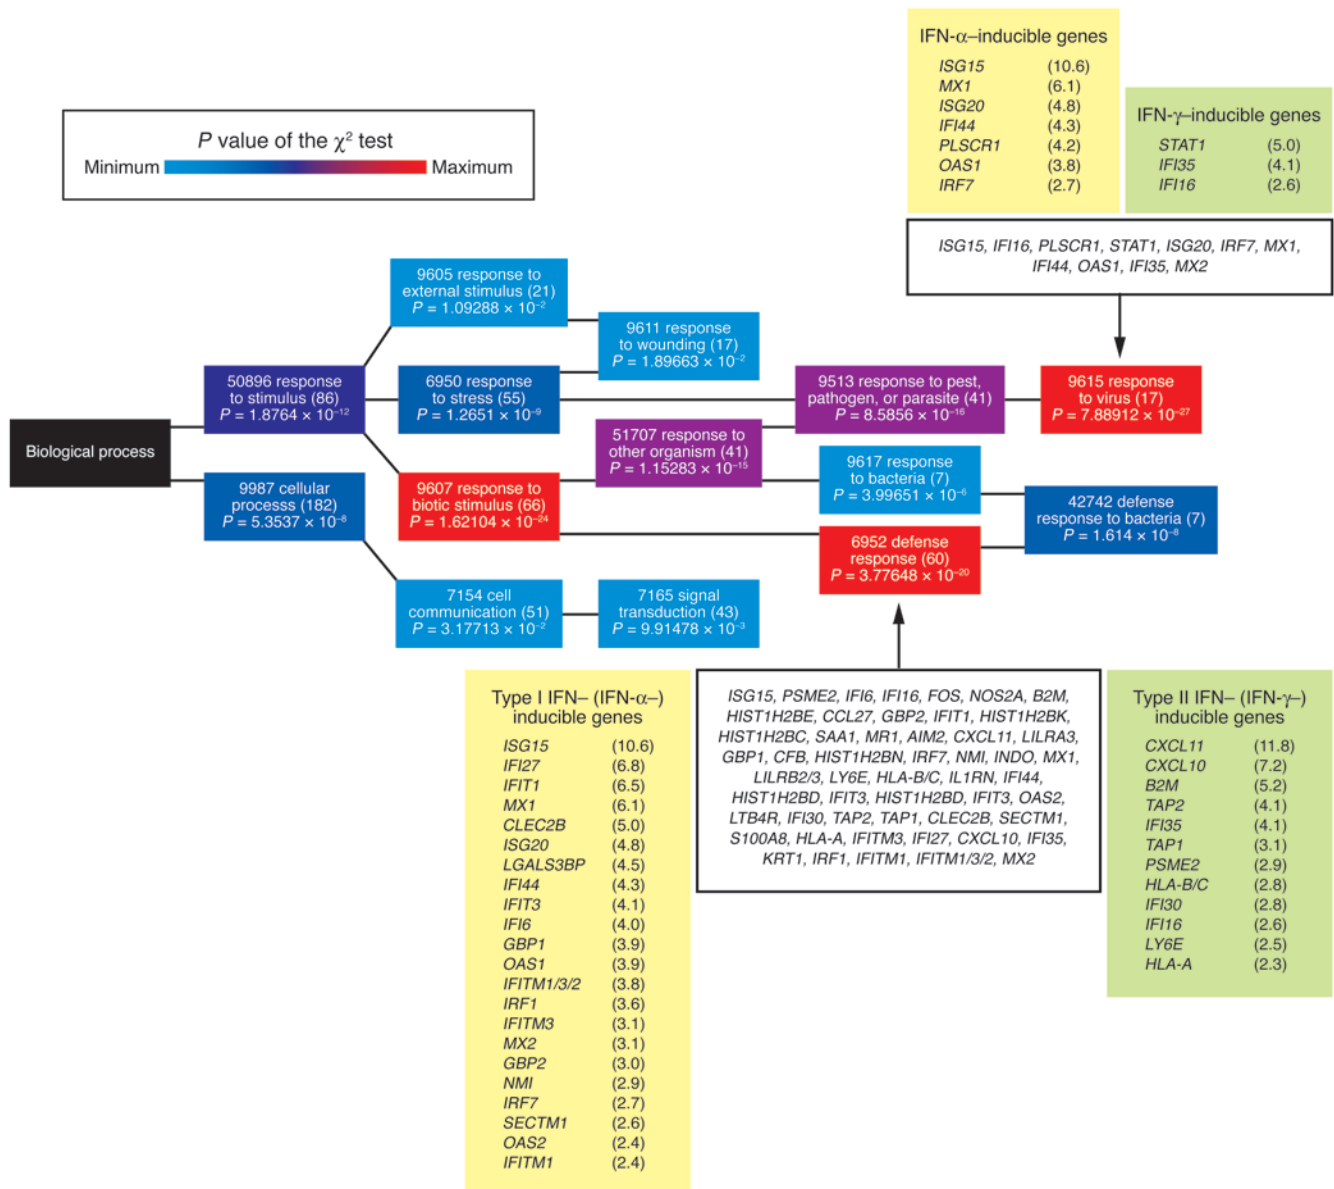 IFN-α–inducible genes
ISG15 (10.6)
MX1 (6.1)
ISG20 (4.8)
IFI44 (4.3)
PLSCR1 (4.2)
OAS1 (3.8)
IRF7 (2.7)
IFN-γ–inducible genes
STAT1 (5.0)
IFI35 (4.1)
IFI16 (2.6)
P value of the χ² test
Minimum Maximum
ISG15, IFI16, PLSCR1, STAT1, ISG20, IRF7, MX1,
IFI44, OAS1, IFI35, MX2
9605 response to
external stimulus (21)
P = 1.09288 × 10⁻²
9611 response
to wounding (17)
P = 1.89663 × 10⁻²
50896 response
to stimulus (86)
P = 1.8764 × 10⁻¹²
6950 response
to stress (55)
P = 1.2651 × 10⁻⁹
9513 response to pest,
pathogen, or parasite (41)
P = 8.5856 × 10⁻¹⁶
9615 response
to virus (17)
P = 7.88912 × 10⁻²⁷
Biological process
51707 response to
other organism (41)
P = 1.15283 × 10⁻¹⁵
9617 response
to bacteria (7)
P = 3.99651 × 10⁻⁶
9987 cellular
processs (182)
P = 5.3537 × 10⁻⁸
9607 response to
biotic stimulus (66)
P = 1.62104 × 10⁻²⁴
42742 defense
response to bacteria (7)
P = 1.614 × 10⁻⁸
6952 defense
response (60)
P = 3.77648 × 10⁻²⁰
7154 cell
communication (51)
P = 3.17713 × 10⁻²
7165 signal
transduction (43)
P = 9.91478 × 10⁻³
Type I IFN– (IFN-α–)
inducible genes
ISG15 (10.6)
IFI27 (6.8)
IFIT1 (6.5)
MX1 (6.1)
CLEC2B (5.0)
ISG20 (4.8)
LGALS3BP (4.5)
IFI44 (4.3)
IFIT3 (4.1)
IFI6 (4.0)
GBP1 (3.9)
OAS1 (3.9)
IFITM1/3/2 (3.8)
IRF1 (3.6)
IFITM3 (3.1)
MX2 (3.1)
GBP2 (3.0)
NMI (2.9)
IRF7 (2.7)
SECTM1 (2.6)
OAS2 (2.4)
IFITM1 (2.4)
ISG15, PSME2, IFI6, IFI16, FOS, NOS2A, B2M,
HIST1H2BE, CCL27, GBP2, IFIT1, HIST1H2BK,
HIST1H2BC, SAA1, MR1, AIM2, CXCL11, LILRA3,
GBP1, CFB, HIST1H2BN, IRF7, NMI, INDO, MX1,
LILRB2/3, LY6E, HLA-B/C, IL1RN, IFI44,
HIST1H2BD, IFIT3, HIST1H2BD, IFIT3, OAS2,
LTB4R, IFI30, TAP2, TAP1, CLEC2B, SECTM1,
S100A8, HLA-A, IFITM3, IFI27, CXCL10, IFI35,
KRT1, IRF1, IFITM1, IFITM1/3/2, MX2
Type II IFN– (IFN-γ–)
inducible genes
CXCL11 (11.8)
CXCL10 (7.2)
B2M (5.2)
TAP2 (4.1)
IFI35 (4.1)
TAP1 (3.1)
PSME2 (2.9)
HLA-B/C (2.8)
IFI30 (2.8)
IFI16 (2.6)
LY6E (2.5)
HLA-A (2.3)